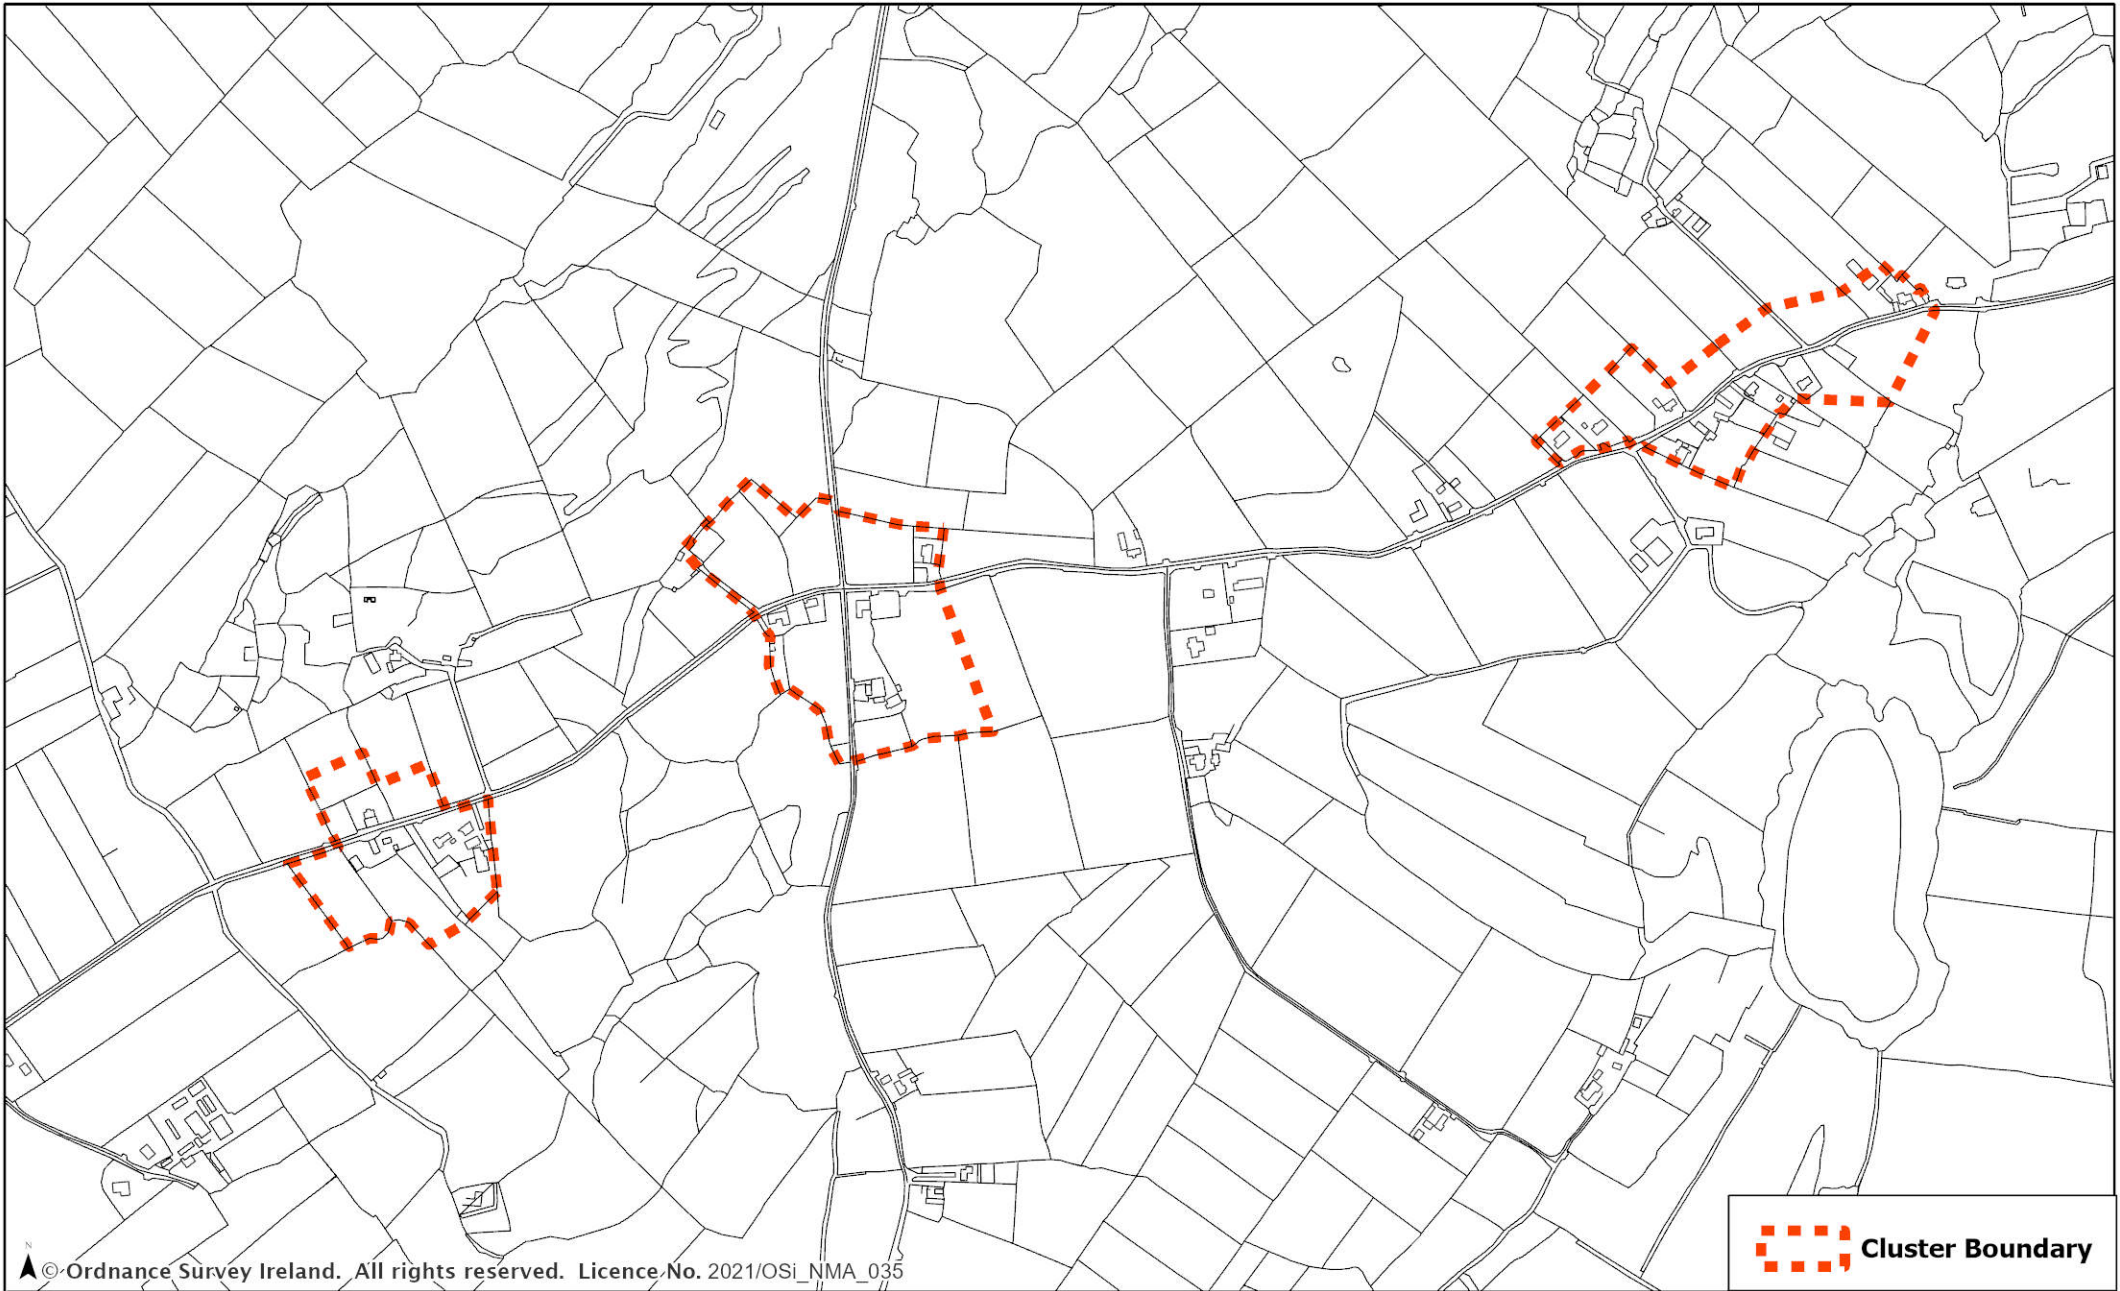 N
© Ordnance Survey Ireland. All rights reserved. Licence No. 2021/OSi_NMA_035
Cluster Boundary